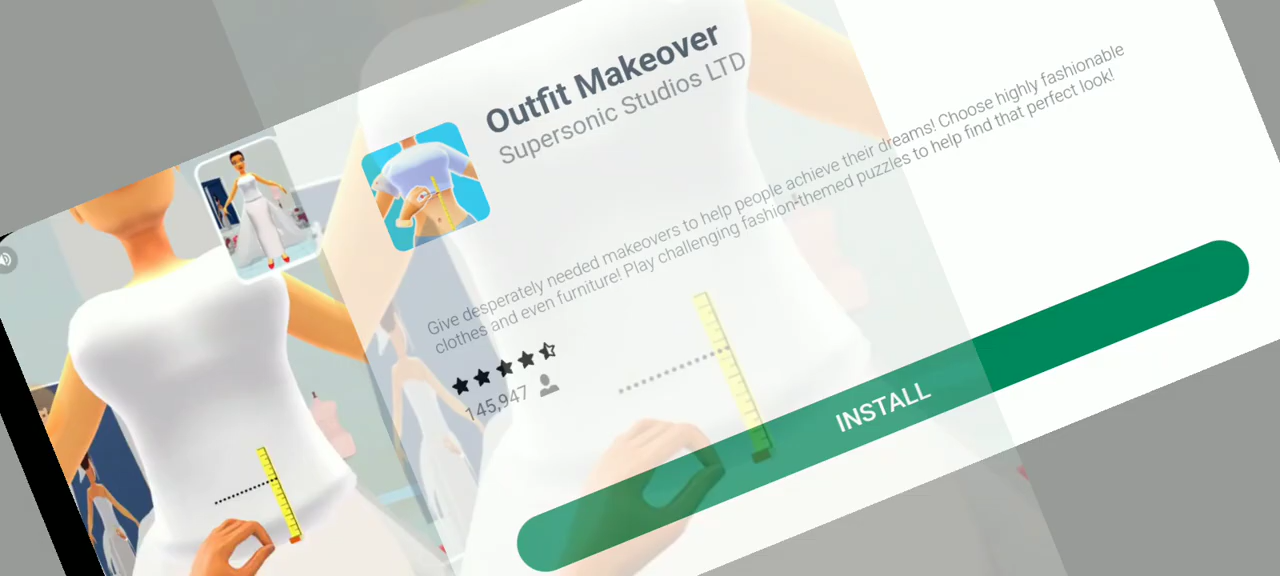 Outfit Makeover
Supersonic Studios LTD
Give desperately needed makeovers to help people achieve their dreams! Choose highly fashionable
clothes and even furniture! Play challenging fashion-themed puzzles to help find that perfect look!
145,947
INSTALL